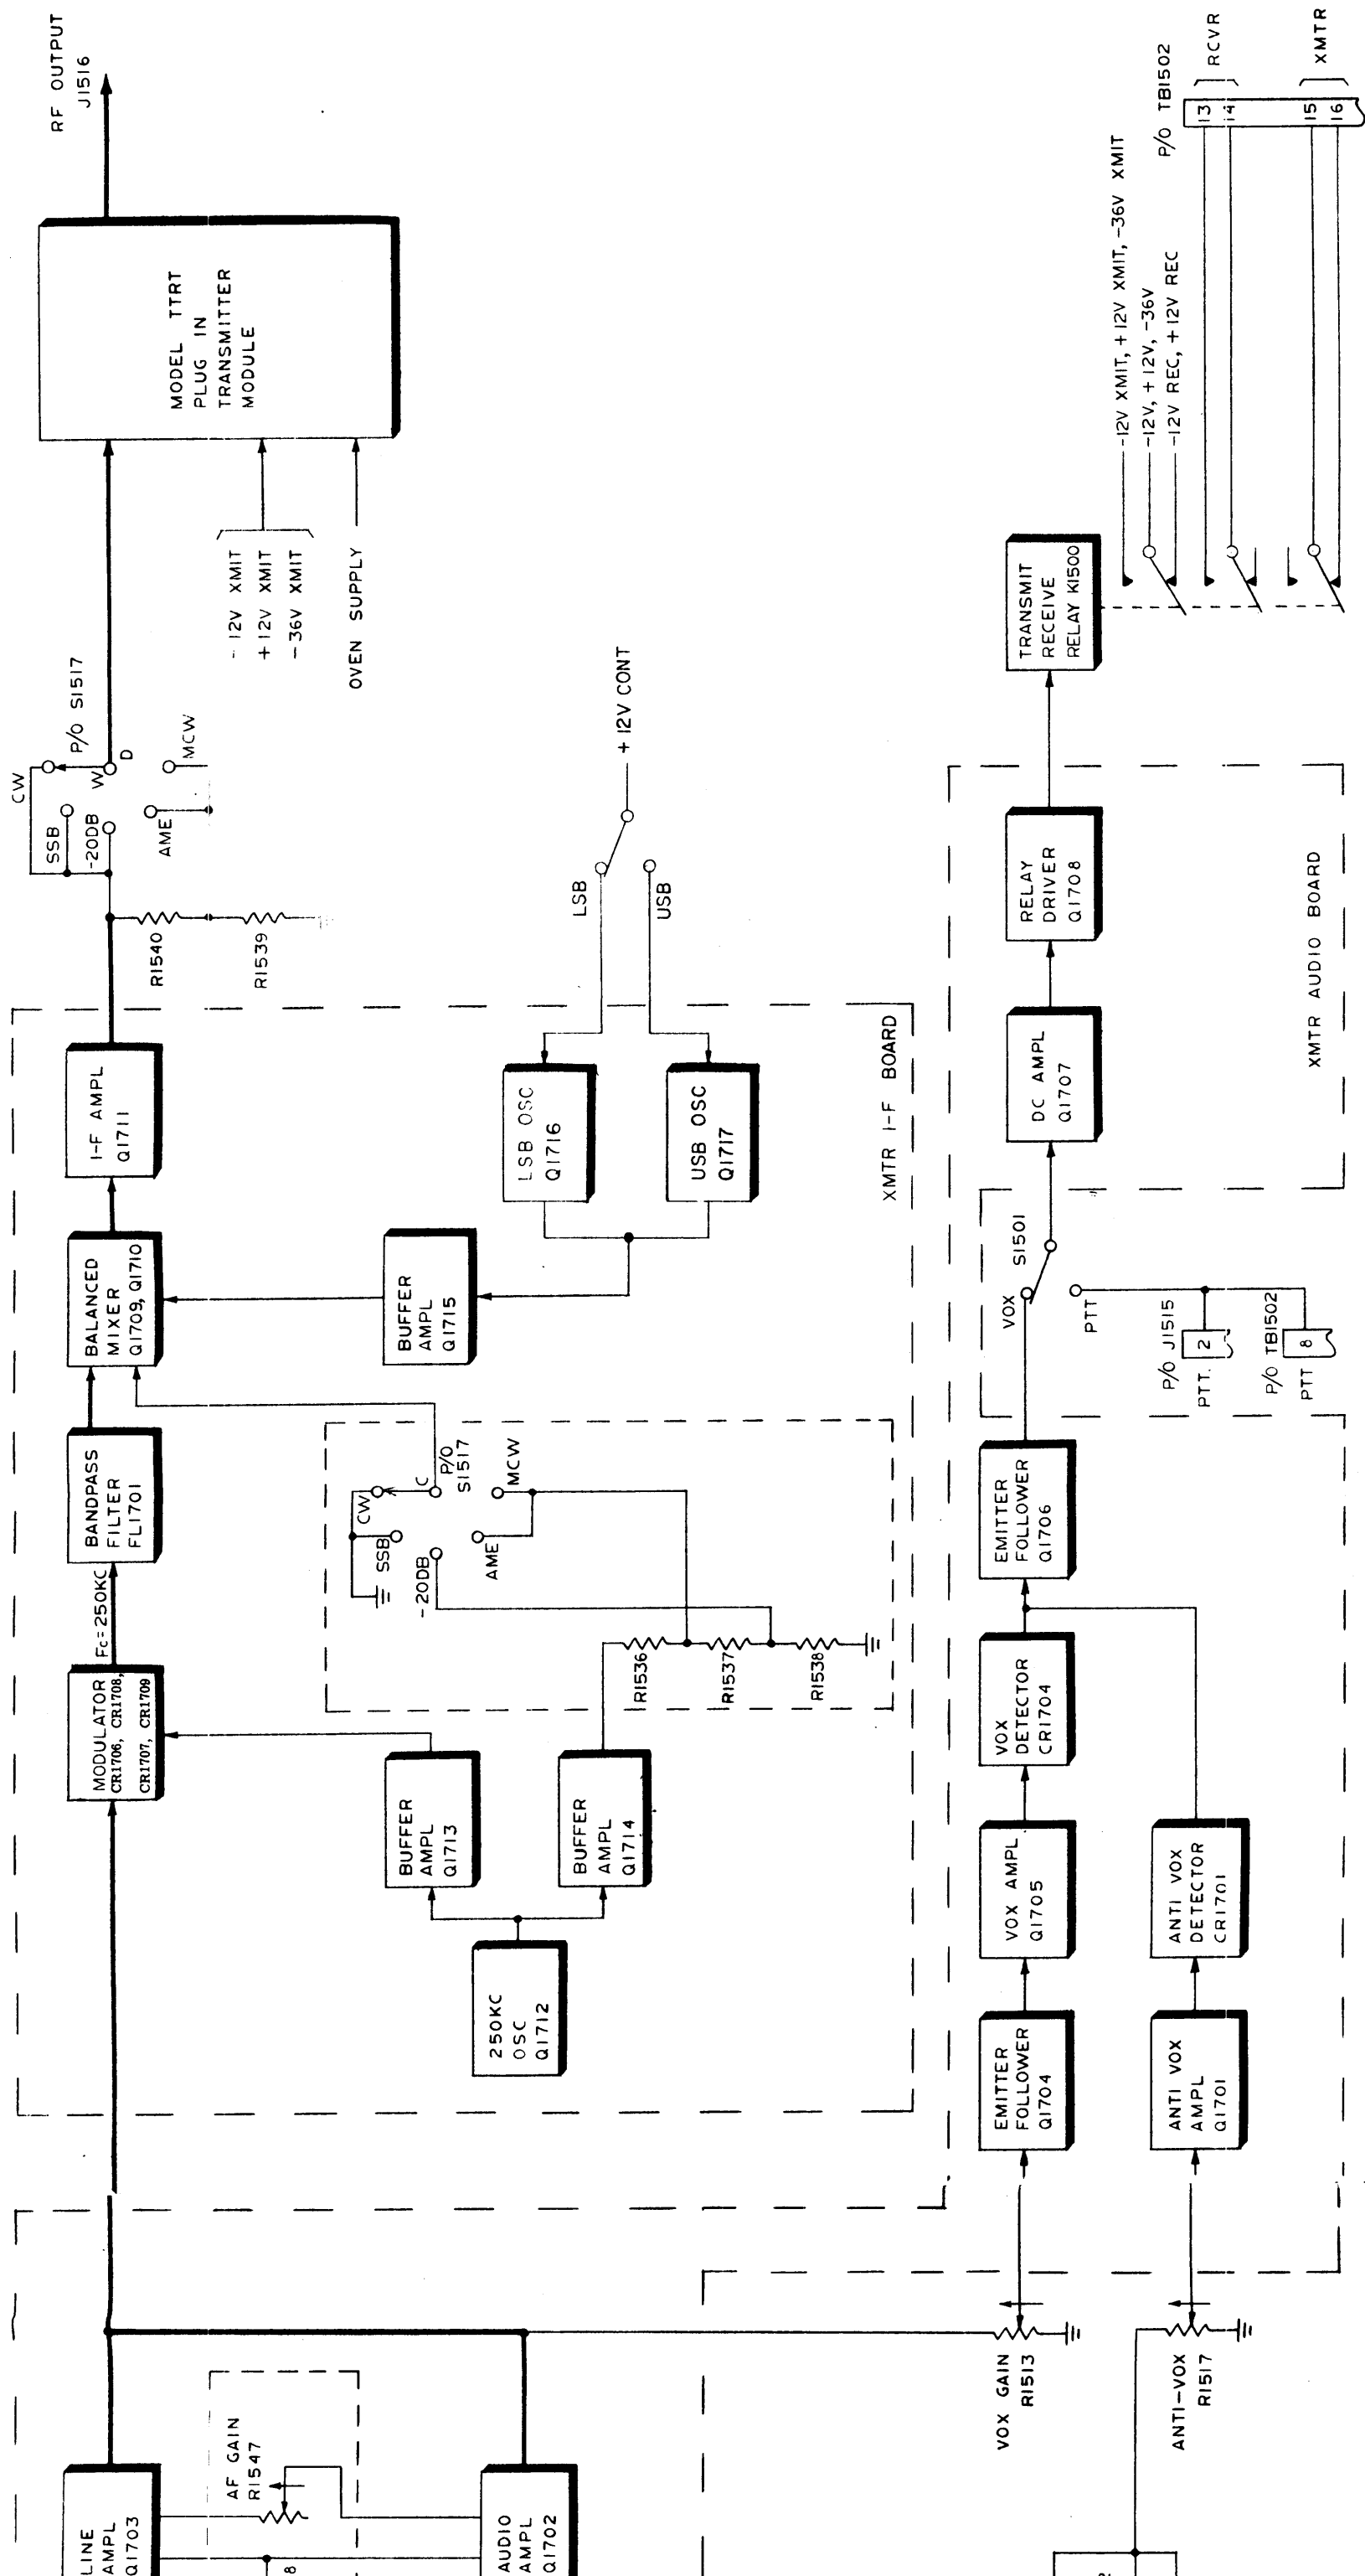 RF OUTPUT
J1516
MODEL TTRT
PLUG IN
TRANSMITTER
MODULE
-12V XMIT
+12V XMIT
-36V XMIT
OVEN SUPPLY
CW
P/O S1517
SSB
-20DB
W
D
AME
MCW
R1540
R1539
LSB
USB
+12V CONT
I-F AMPL
Q1711
BALANCED
MIXER
Q1709, Q1710
BANDPASS
FILTER
FL1701
Fc=250KC
MODULATOR
CR1706, CR1708,
CR1707, CR1709
LSB OSC
Q1716
USB OSC
Q1717
BUFFER
AMPL
Q1715
XMTR I-F BOARD
CW
SSB
-20DB
C
P/O
S1517
AME
MCW
R1536
R1537
R1538
BUFFER
AMPL
Q1713
BUFFER
AMPL
Q1714
250KC
OSC
Q1712
LINE
AMPL
Q1703
AF GAIN
R1547
8
AUDIO
AMPL
Q1702
P/O TB1502
13
14
15
16
RCVR
XMTR
-12V XMIT, +12V XMIT, -36V XMIT
-12V, +12V, -36V
-12V REC, +12V REC
TRANSMIT
RECEIVE
RELAY K1500
RELAY
DRIVER
Q1708
DC AMPL
Q1707
XMTR AUDIO BOARD
VOX
S1501
PTT
P/O J1515
2
PTT.
P/O TB1502
8
PTT
EMITTER
FOLLOWER
Q1706
VOX
DETECTOR
CR1704
VOX AMPL
Q1705
EMITTER
FOLLOWER
Q1704
ANTI VOX
DETECTOR
CR1701
ANTI VOX
AMPL
Q1701
VOX GAIN
R1513
ANTI-VOX
R1517